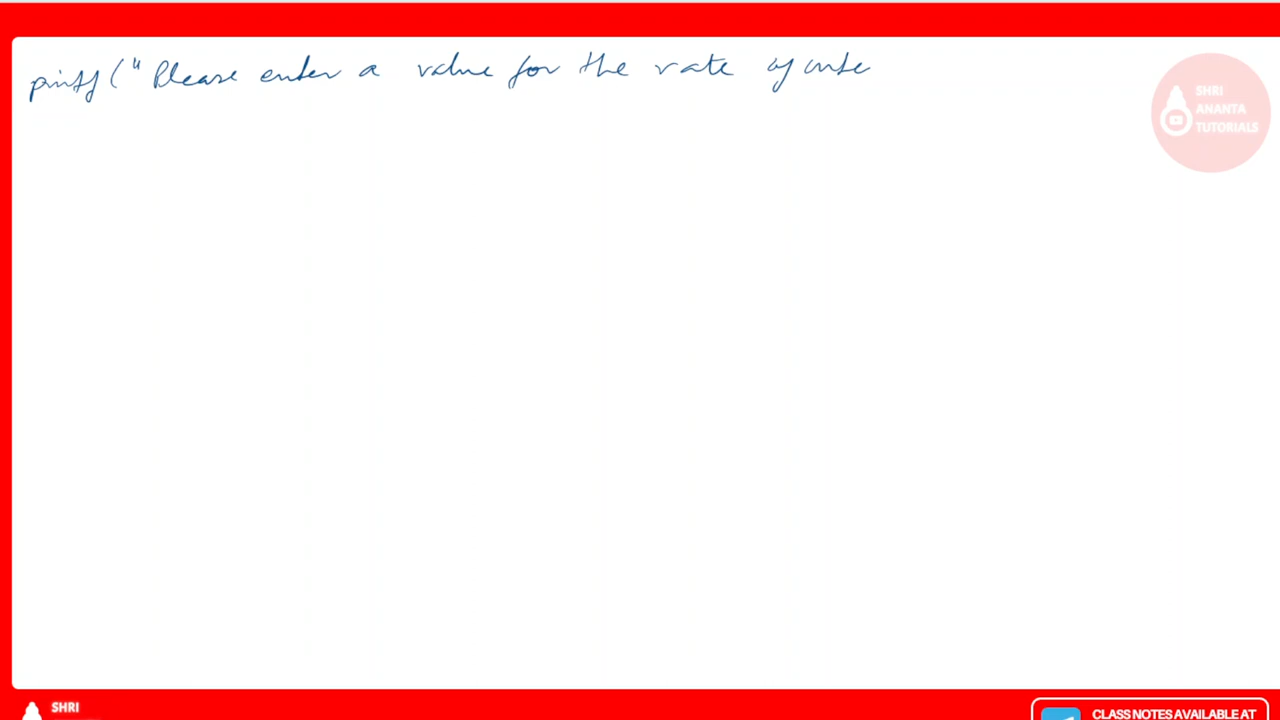 printf ("Please enter a value for the rate of inte
SHRI
ANANTA
TUTORIALS
SHRI
CLASS NOTES AVAILABLE AT